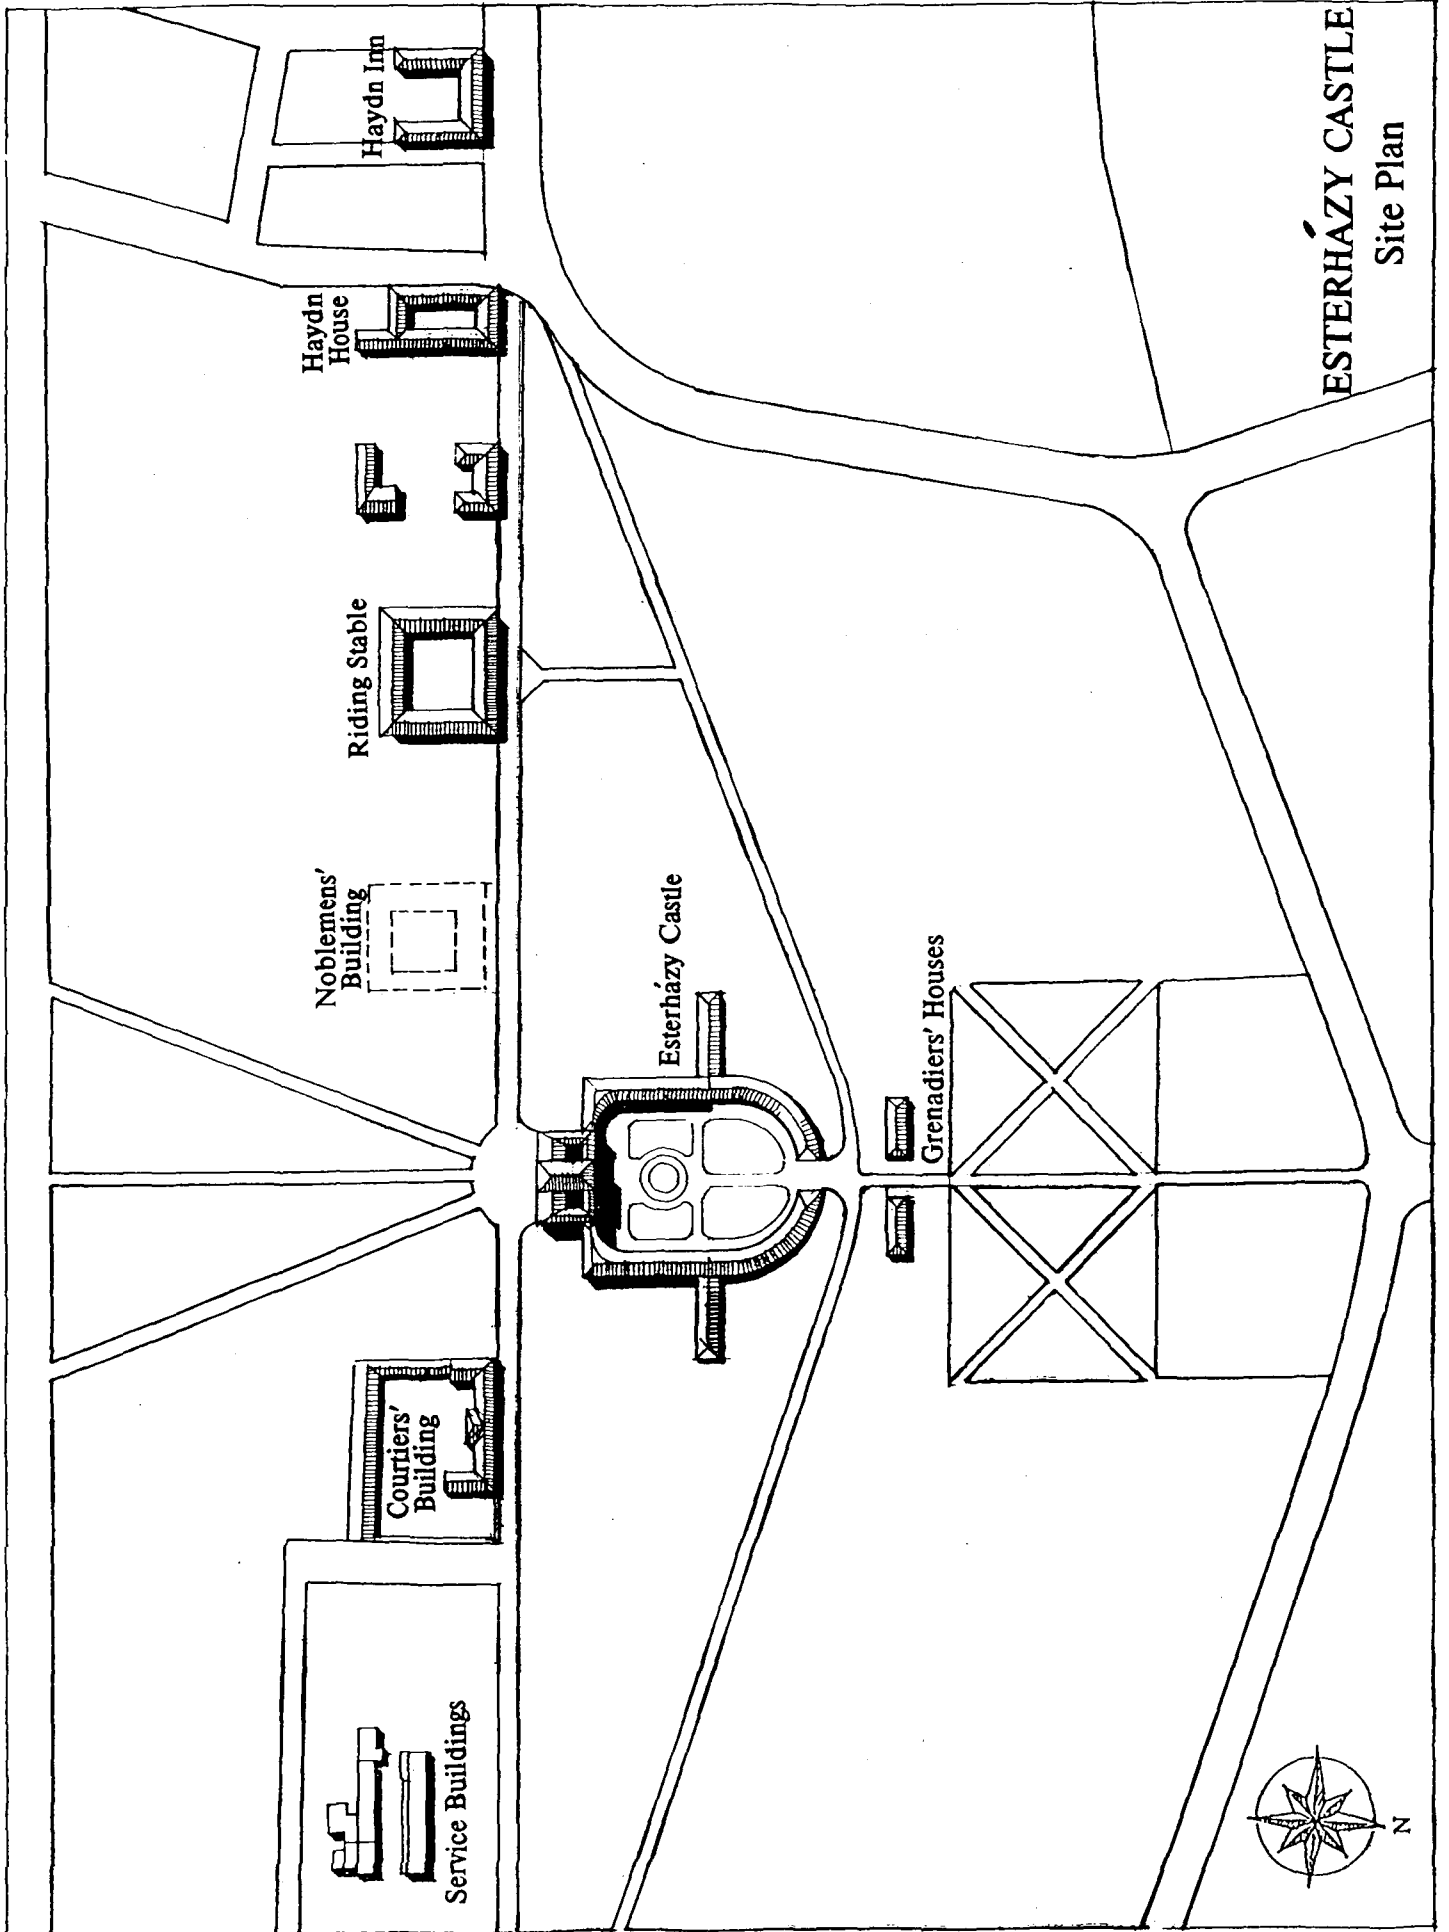 ESTERHÁZY CASTLE
Site Plan
Haydn Inn
Haydn
House
Riding Stable
Noblemens'
Building
Esterházy Castle
Grenadiers' Houses
Courtiers'
Building
Service Buildings
N